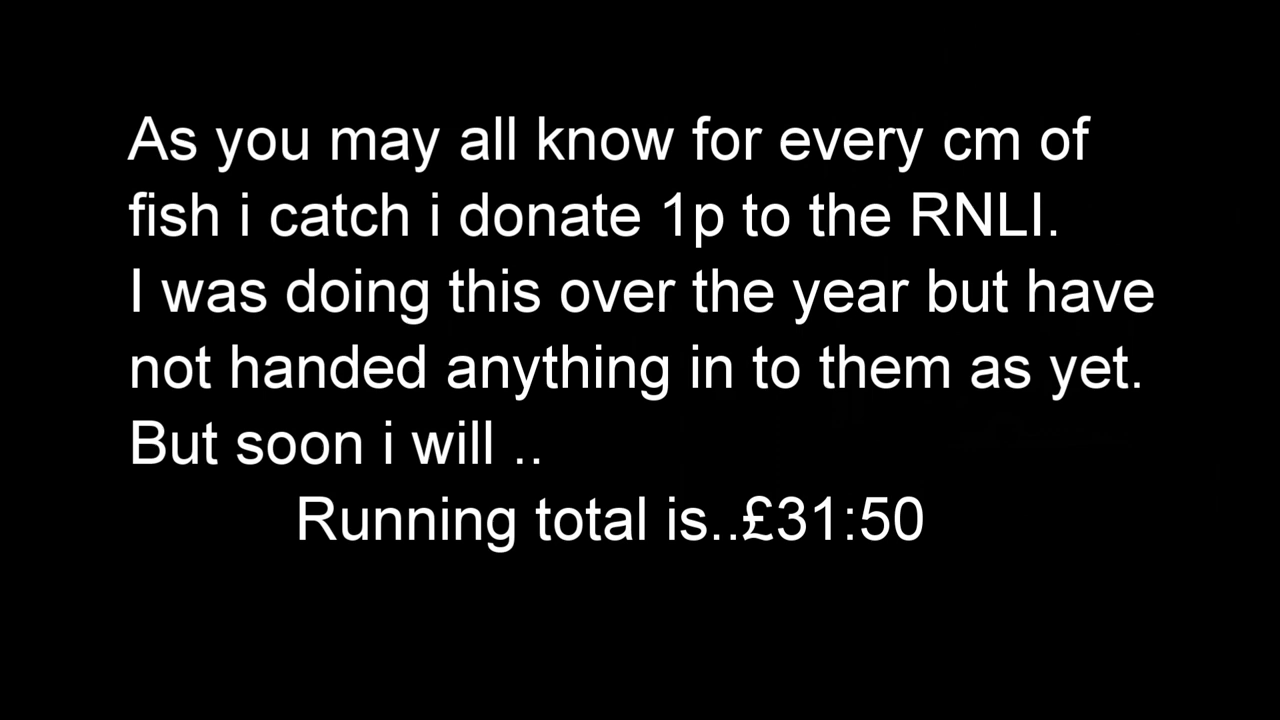 As you may all know for every cm of
fish i catch i donate 1p to the RNLI.
I was doing this over the year but have
not handed anything in to them as yet.
But soon i will ..
Running total is..£31:50